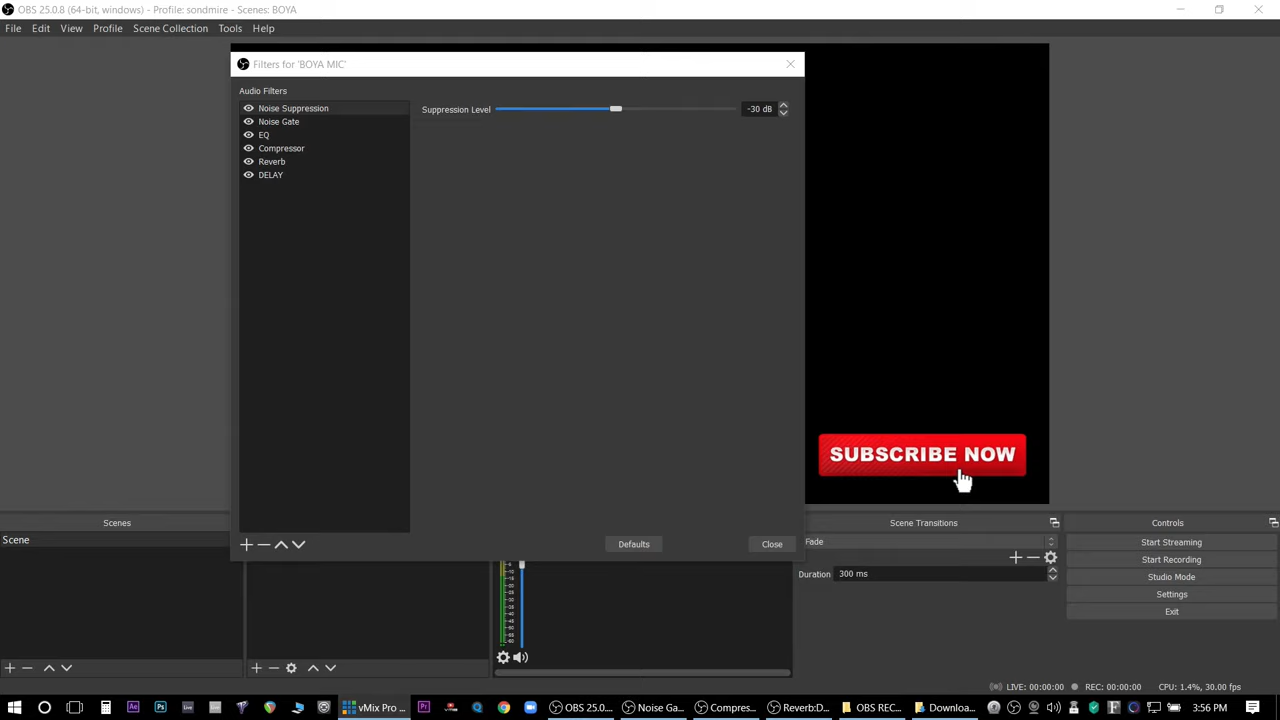 OBS 25.0.8 (64-bit, windows) - Profile: sondmire - Scenes: BOYA
File Edit View Profile Scene Collection Tools Help
Filters for 'BOYA MIC'
Audio Filters
Noise Suppression
Noise Gate
EQ
Compressor
Reverb
DELAY
Suppression Level -30 dB
SUBSCRIBE NOW
Defaults Close
Scenes
Scene
Scene Transitions
Fade
Duration 300 ms
Controls
Start Streaming
Start Recording
Studio Mode
Settings
Exit
LIVE: 00:00:00 REC: 00:00:00 CPU: 1.4%, 30.00 fps
vMix Pro ... OBS 25.0... Noise Ga... Compres... Reverb:D... OBS REC... Downloa... 3:56 PM